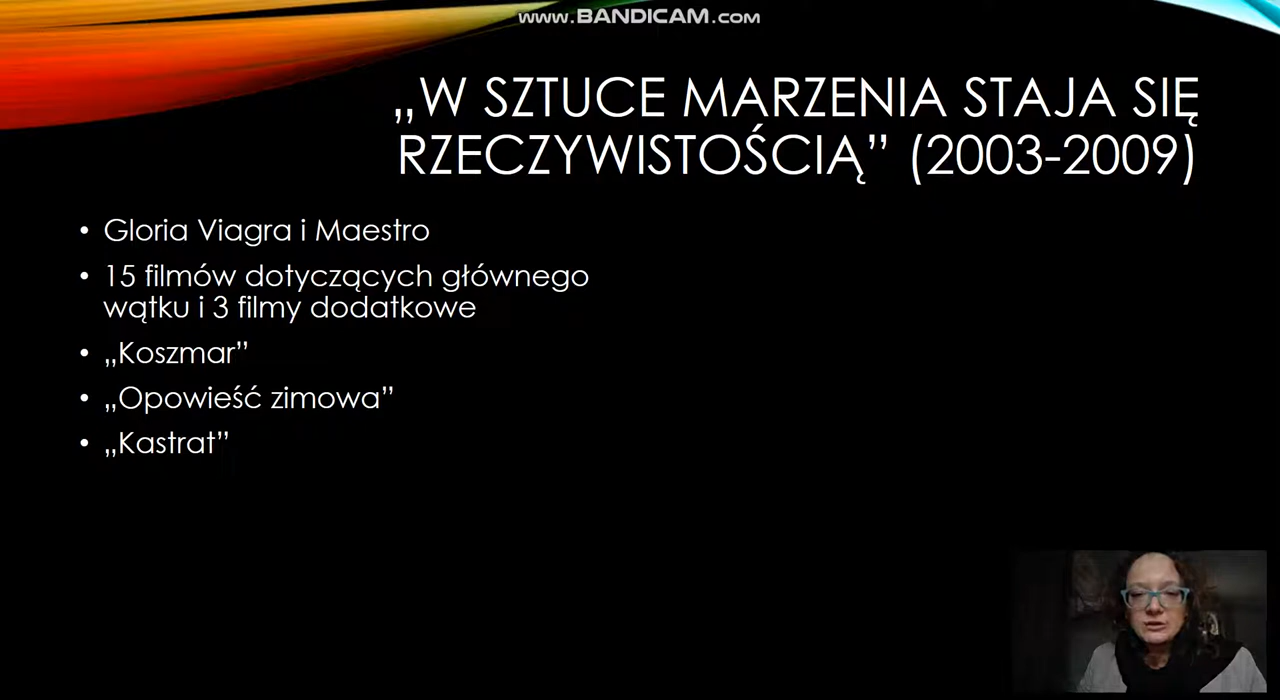 www.BANDICAM.com
„W SZTUCE MARZENIA STAJA SIĘ
RZECZYWISTOŚCIĄ” (2003-2009)
• Gloria Viagra i Maestro
• 15 filmów dotyczących głównego
wątku i 3 filmy dodatkowe
• „Koszmar”
• „Opowieść zimowa”
• „Kastrat”